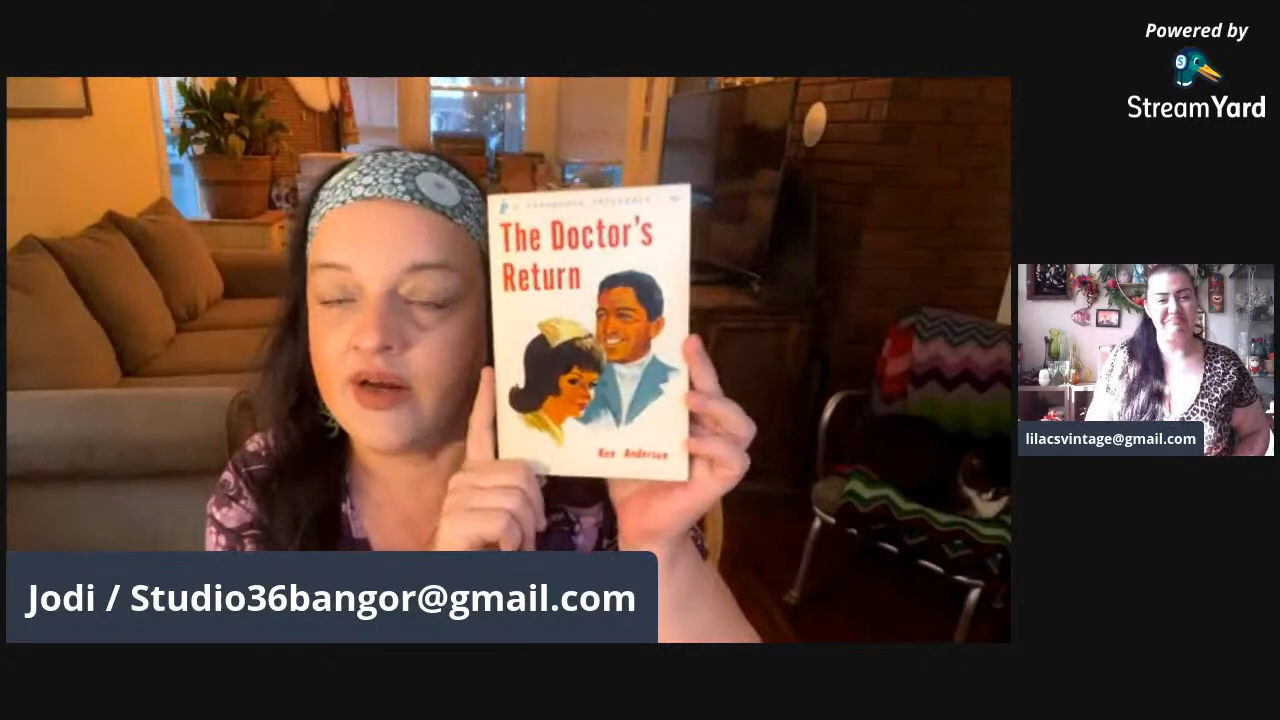 Powered by
StreamYard
The Doctor's
Return
Ken Anderson
Jodi / Studio36bangor@gmail.com
lilacsvintage@gmail.com